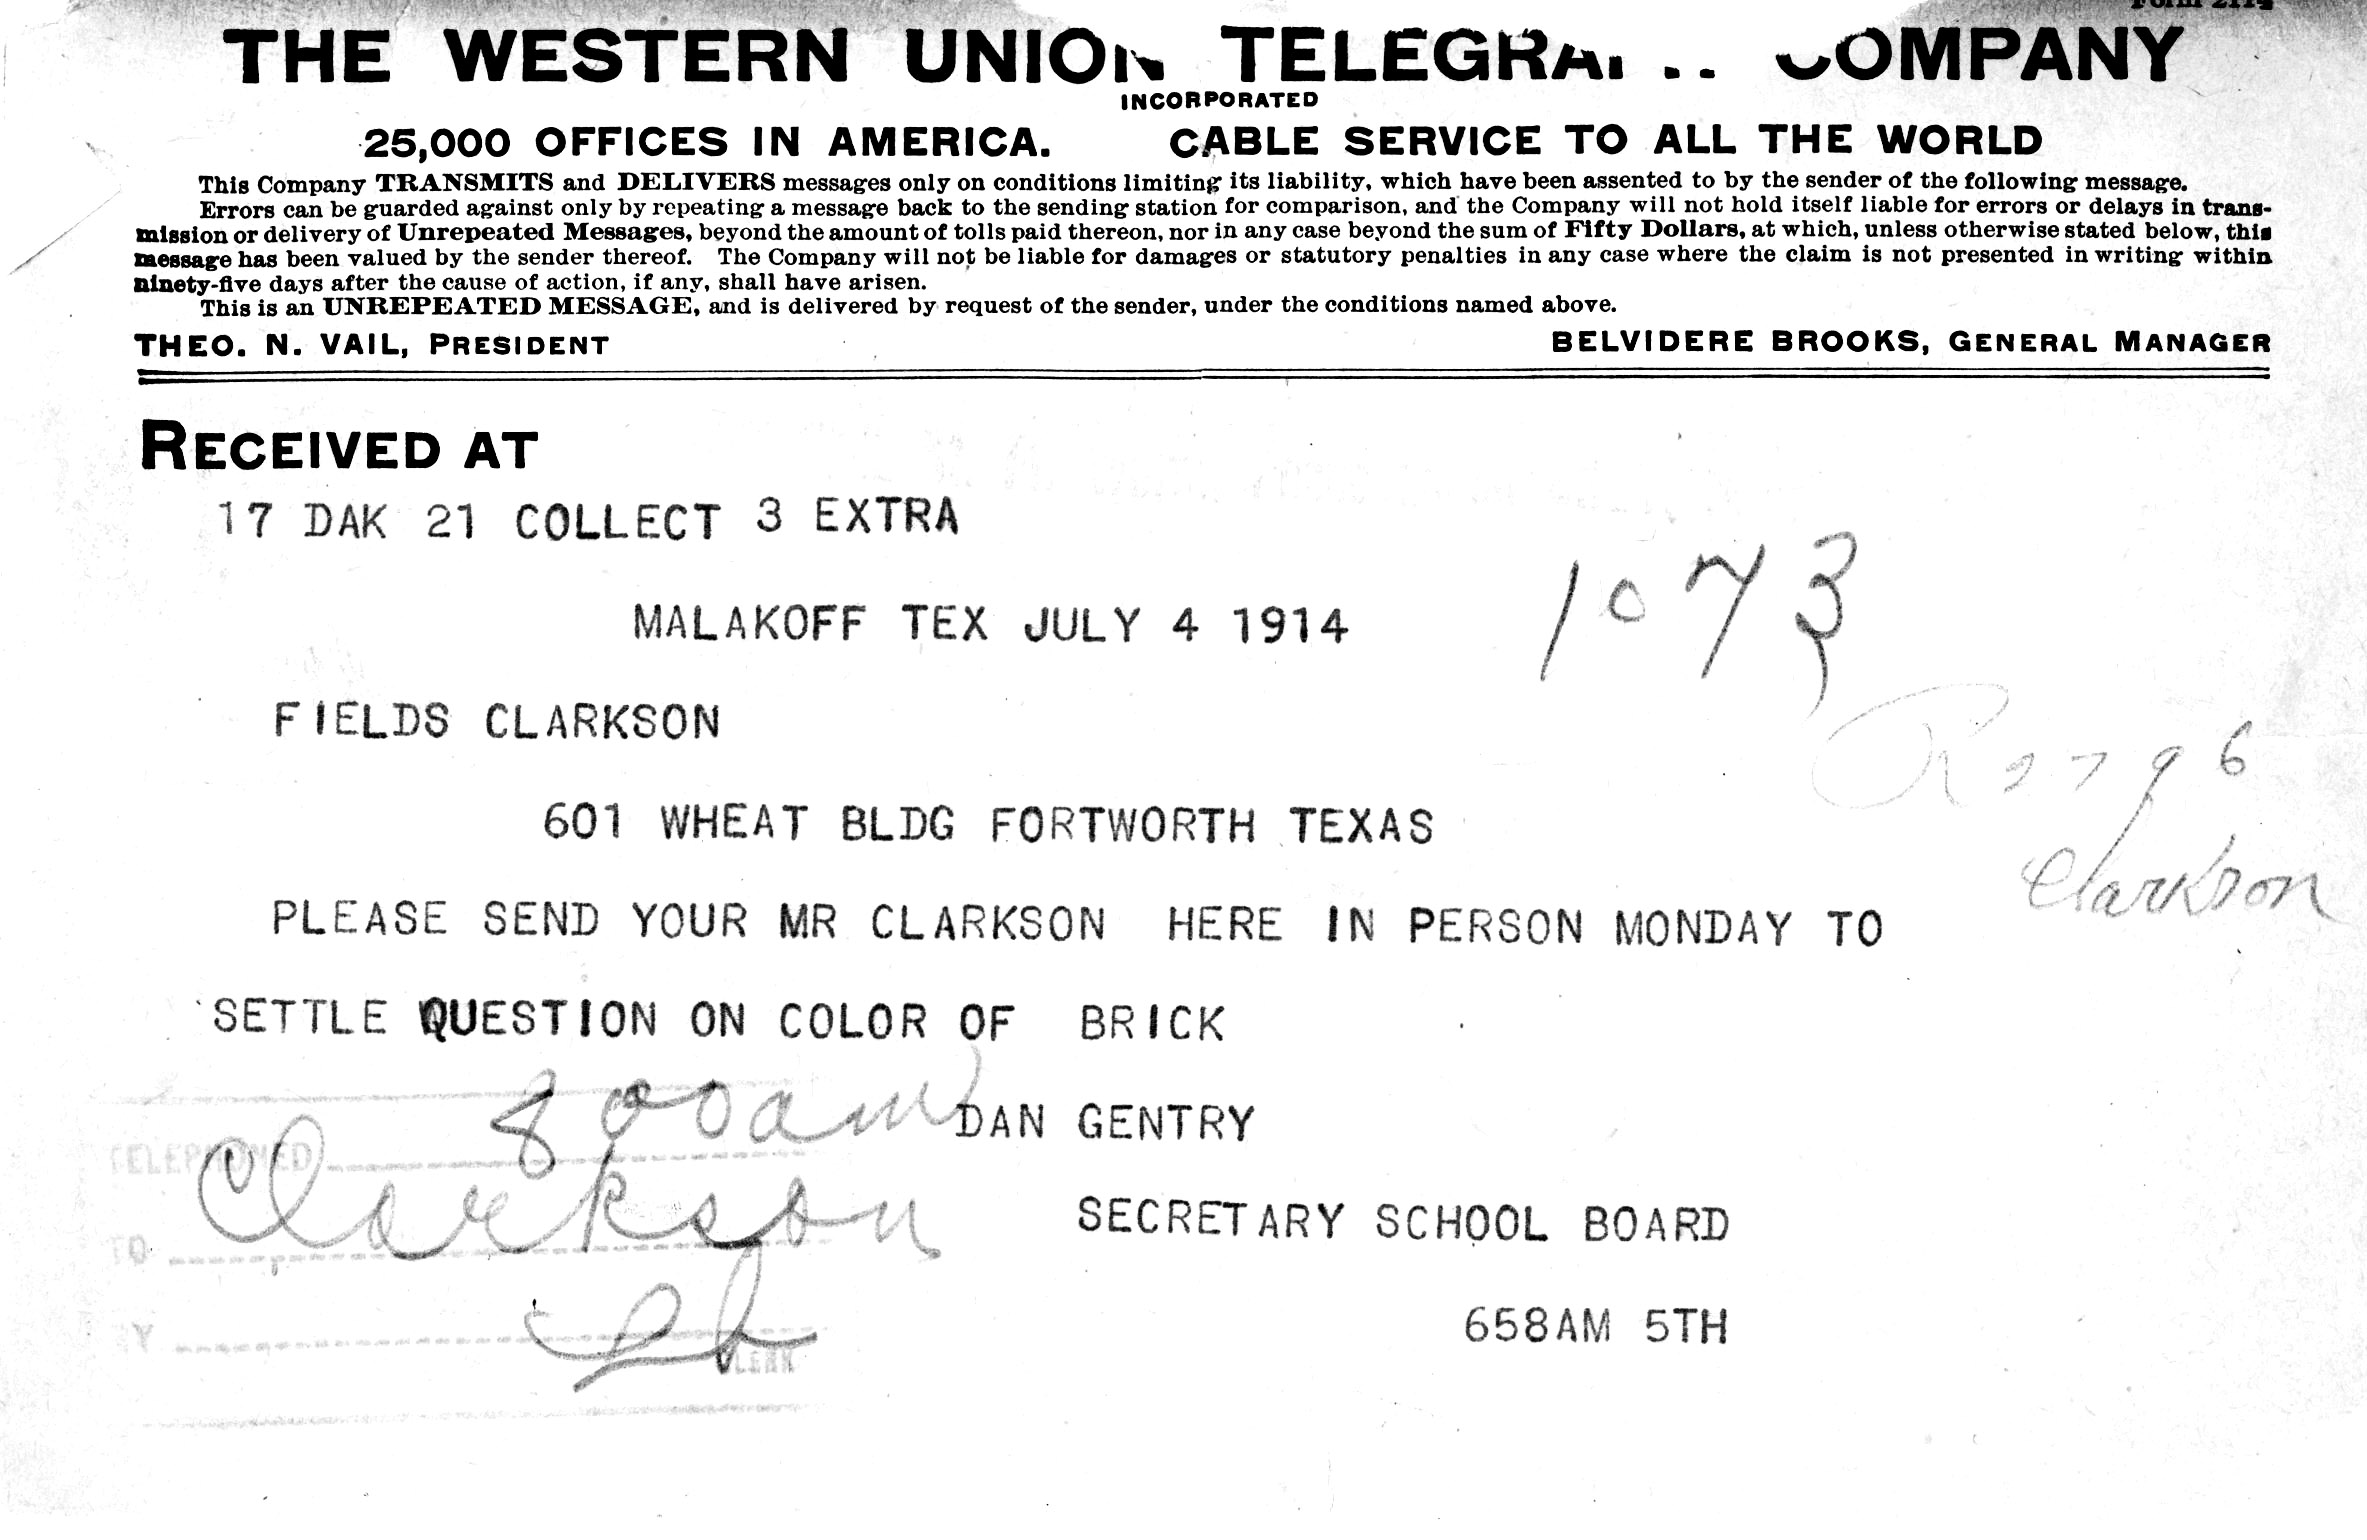 Form 2114
THE WESTERN UNION TELEGRAPH COMPANY
INCORPORATED
25,000 OFFICES IN AMERICA. CABLE SERVICE TO ALL THE WORLD
This Company TRANSMITS and DELIVERS messages only on conditions limiting its liability, which have been assented to by the sender of the following message.
Errors can be guarded against only by repeating a message back to the sending station for comparison, and the Company will not hold itself liable for errors or delays in trans-
mission or delivery of Unrepeated Messages, beyond the amount of tolls paid thereon, nor in any case beyond the sum of Fifty Dollars, at which, unless otherwise stated below, this
message has been valued by the sender thereof. The Company will not be liable for damages or statutory penalties in any case where the claim is not presented in writing within
ninety-five days after the cause of action, if any, shall have arisen.
This is an UNREPEATED MESSAGE, and is delivered by request of the sender, under the conditions named above.
THEO. N. VAIL, PRESIDENT BELVIDERE BROOKS, GENERAL MANAGER
RECEIVED AT
17 DAK 21 COLLECT 3 EXTRA
1073
MALAKOFF TEX JULY 4 1914
FIELDS CLARKSON
R 2796
601 WHEAT BLDG FORTWORTH TEXAS
Clarkson
PLEASE SEND YOUR MR CLARKSON HERE IN PERSON MONDAY TO
SETTLE QUESTION ON COLOR OF BRICK
800am
DAN GENTRY
TELEPHONED
Clarkson
SECRETARY SCHOOL BOARD
TO
658AM 5TH
BY
CLERK